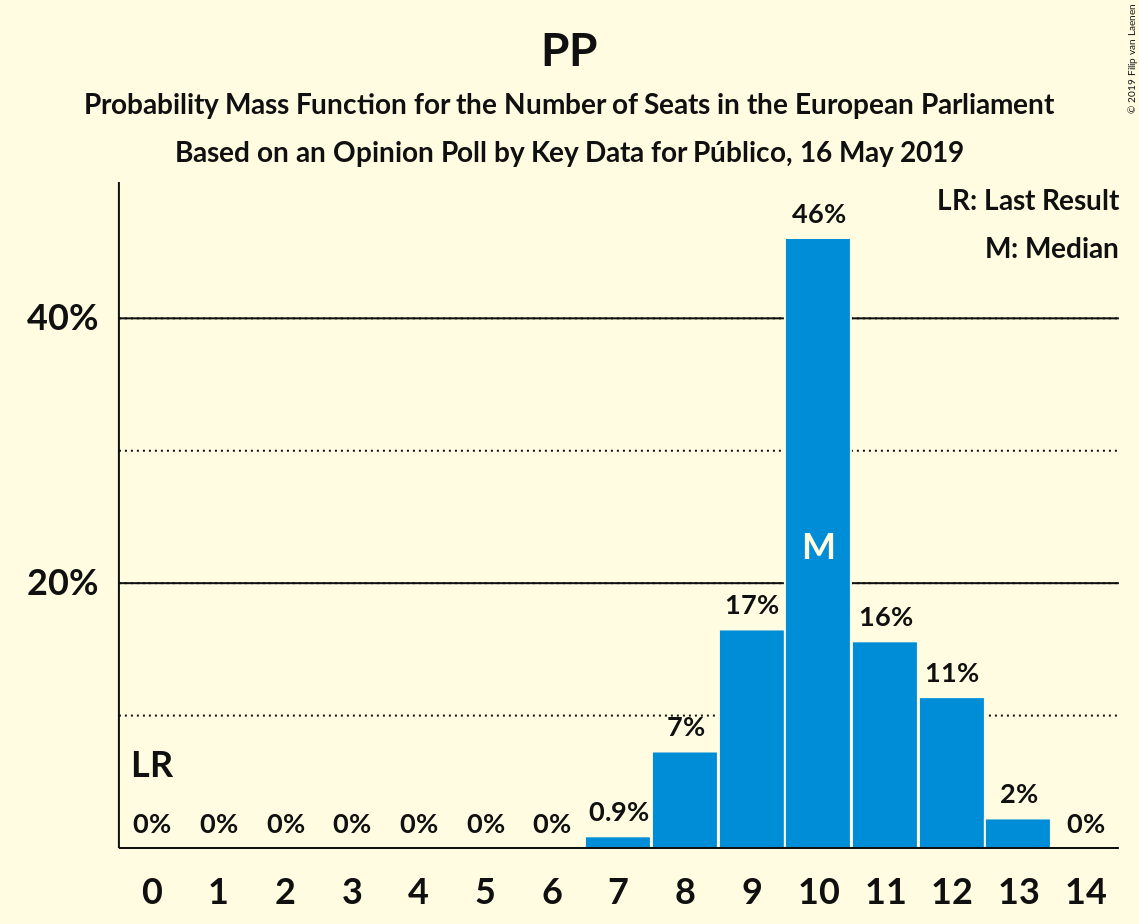 PP
Probability Mass Function for the Number of Seats in the European Parliament
Based on an Opinion Poll by Key Data for Público, 16 May 2019
© 2019 Filip van Laenen
LR: Last Result
M: Median
46%
40%
M
20%
17%
16%
11%
7%
LR
0% 0% 0% 0% 0% 0% 0% 0.9% 2% 0%
0 1 2 3 4 5 6 7 8 9 10 11 12 13 14